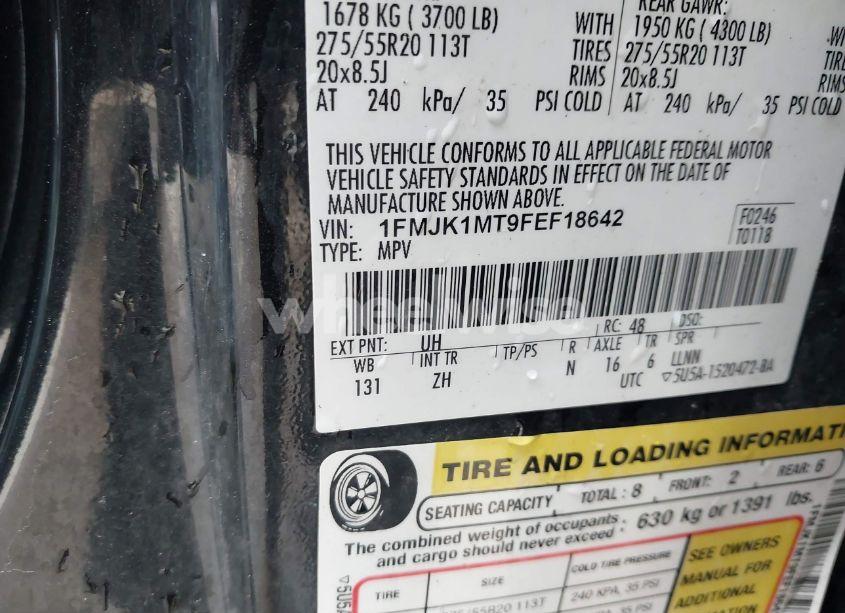 REAR GAWR:
1678 KG ( 3700 LB) WITH 1950 KG ( 4300 LB)
275/55R20 113T TIRES 275/55R20 113T TIRE
20x8.5J RIMS 20x8.5J RIMS
AT 240 kPa/ 35 PSI COLD AT 240 kPa/ 35 PSI COLD
THIS VEHICLE CONFORMS TO ALL APPLICABLE FEDERAL MOTOR
VEHICLE SAFETY STANDARDS IN EFFECT ON THE DATE OF
MANUFACTURE SHOWN ABOVE.
VIN: 1FMJK1MT9FEF18642 F0246
TYPE: MPV T0118
wheelwise
EXT PNT: UH RC: 48 DSO:
WB INT TR TP/PS R AXLE TR SPR
131 ZH N 16 6 LLNN
UTC ▽5U5A-1520472-BA
TIRE AND LOADING INFORMATI
SEATING CAPACITY TOTAL : 8 FRONT: 2 REAR: 6
The combined weight of occupants
and cargo should never exceed : 630 kg or 1391 lbs.
TIRE SIZE COLD TIRE PRESSURE SEE OWNERS
240 KPA, 35 PSI MANUAL FOR
ADDITIONAL
▽5U5A